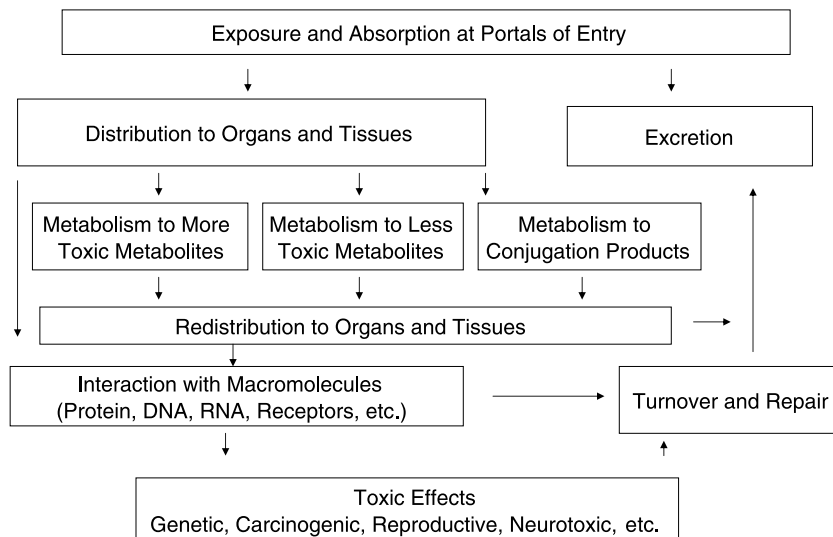 Exposure and Absorption at Portals of Entry
Distribution to Organs and Tissues
Excretion
Metabolism to More
Toxic Metabolites
Metabolism to Less
Toxic Metabolites
Metabolism to
Conjugation Products
Redistribution to Organs and Tissues
Interaction with Macromolecules
(Protein, DNA, RNA, Receptors, etc.)
Turnover and Repair
Toxic Effects
Genetic, Carcinogenic, Reproductive, Neurotoxic, etc.